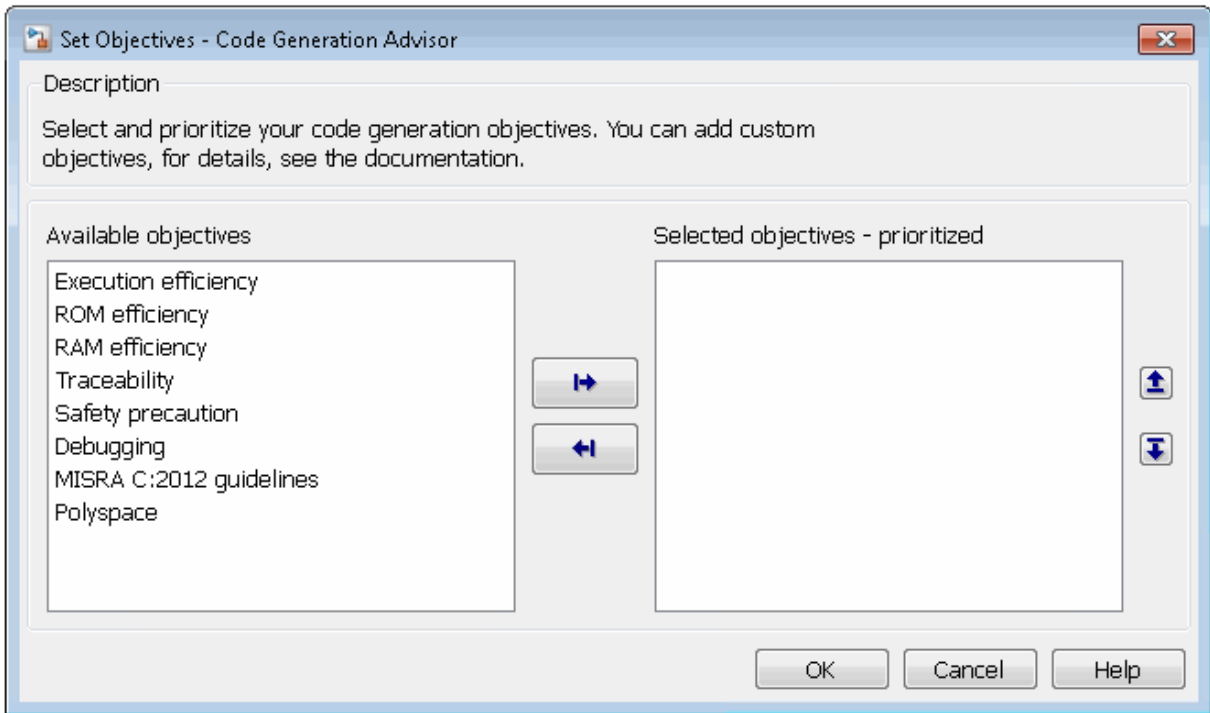 Set Objectives - Code Generation Advisor
Description
Select and prioritize your code generation objectives. You can add custom
objectives, for details, see the documentation.
Available objectives
Execution efficiency
ROM efficiency
RAM efficiency
Traceability
Safety precaution
Debugging
MISRA C:2012 guidelines
Polyspace
Selected objectives - prioritized
OK
Cancel
Help